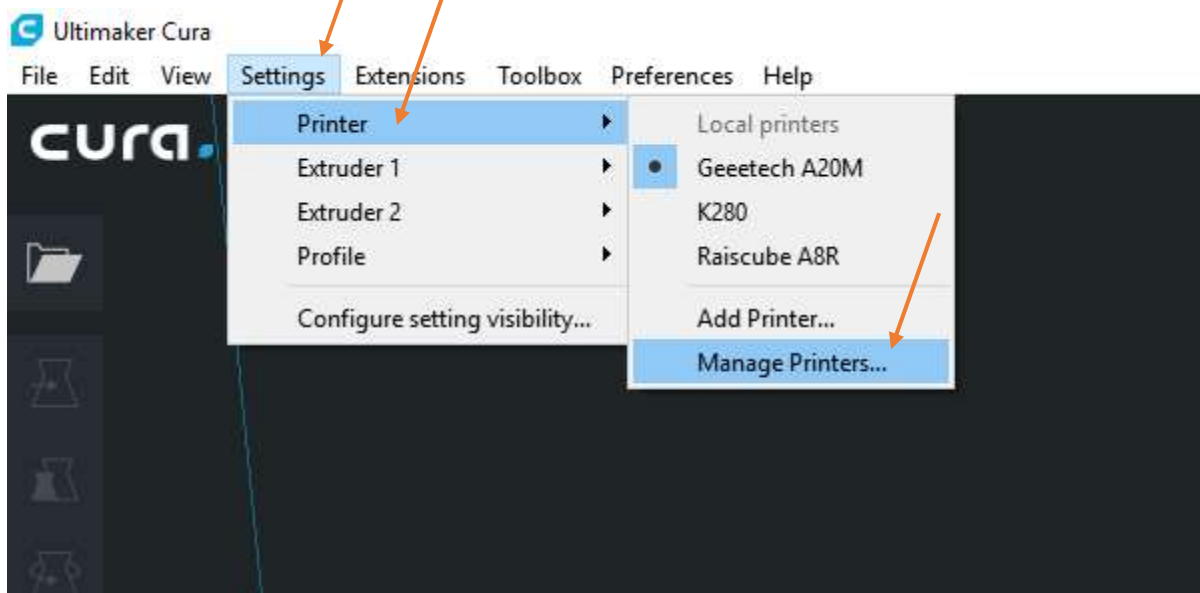 Ultimaker Cura
File Edit View Settings Extensions Toolbox Preferences Help
cura.
Printer
Extruder 1
Extruder 2
Profile
Configure setting visibility...
Local printers
Geeetech A20M
K280
Raiscube A8R
Add Printer...
Manage Printers...